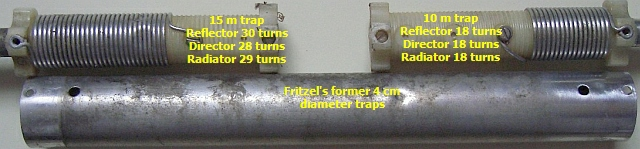 15 m trap
Reflector 30 turns
Director 28 turns
Radiator 29 turns
10 m trap
Reflector 18 turns
Director 18 turns
Radiator 18 turns
Fritzel's former 4 cm
diameter traps